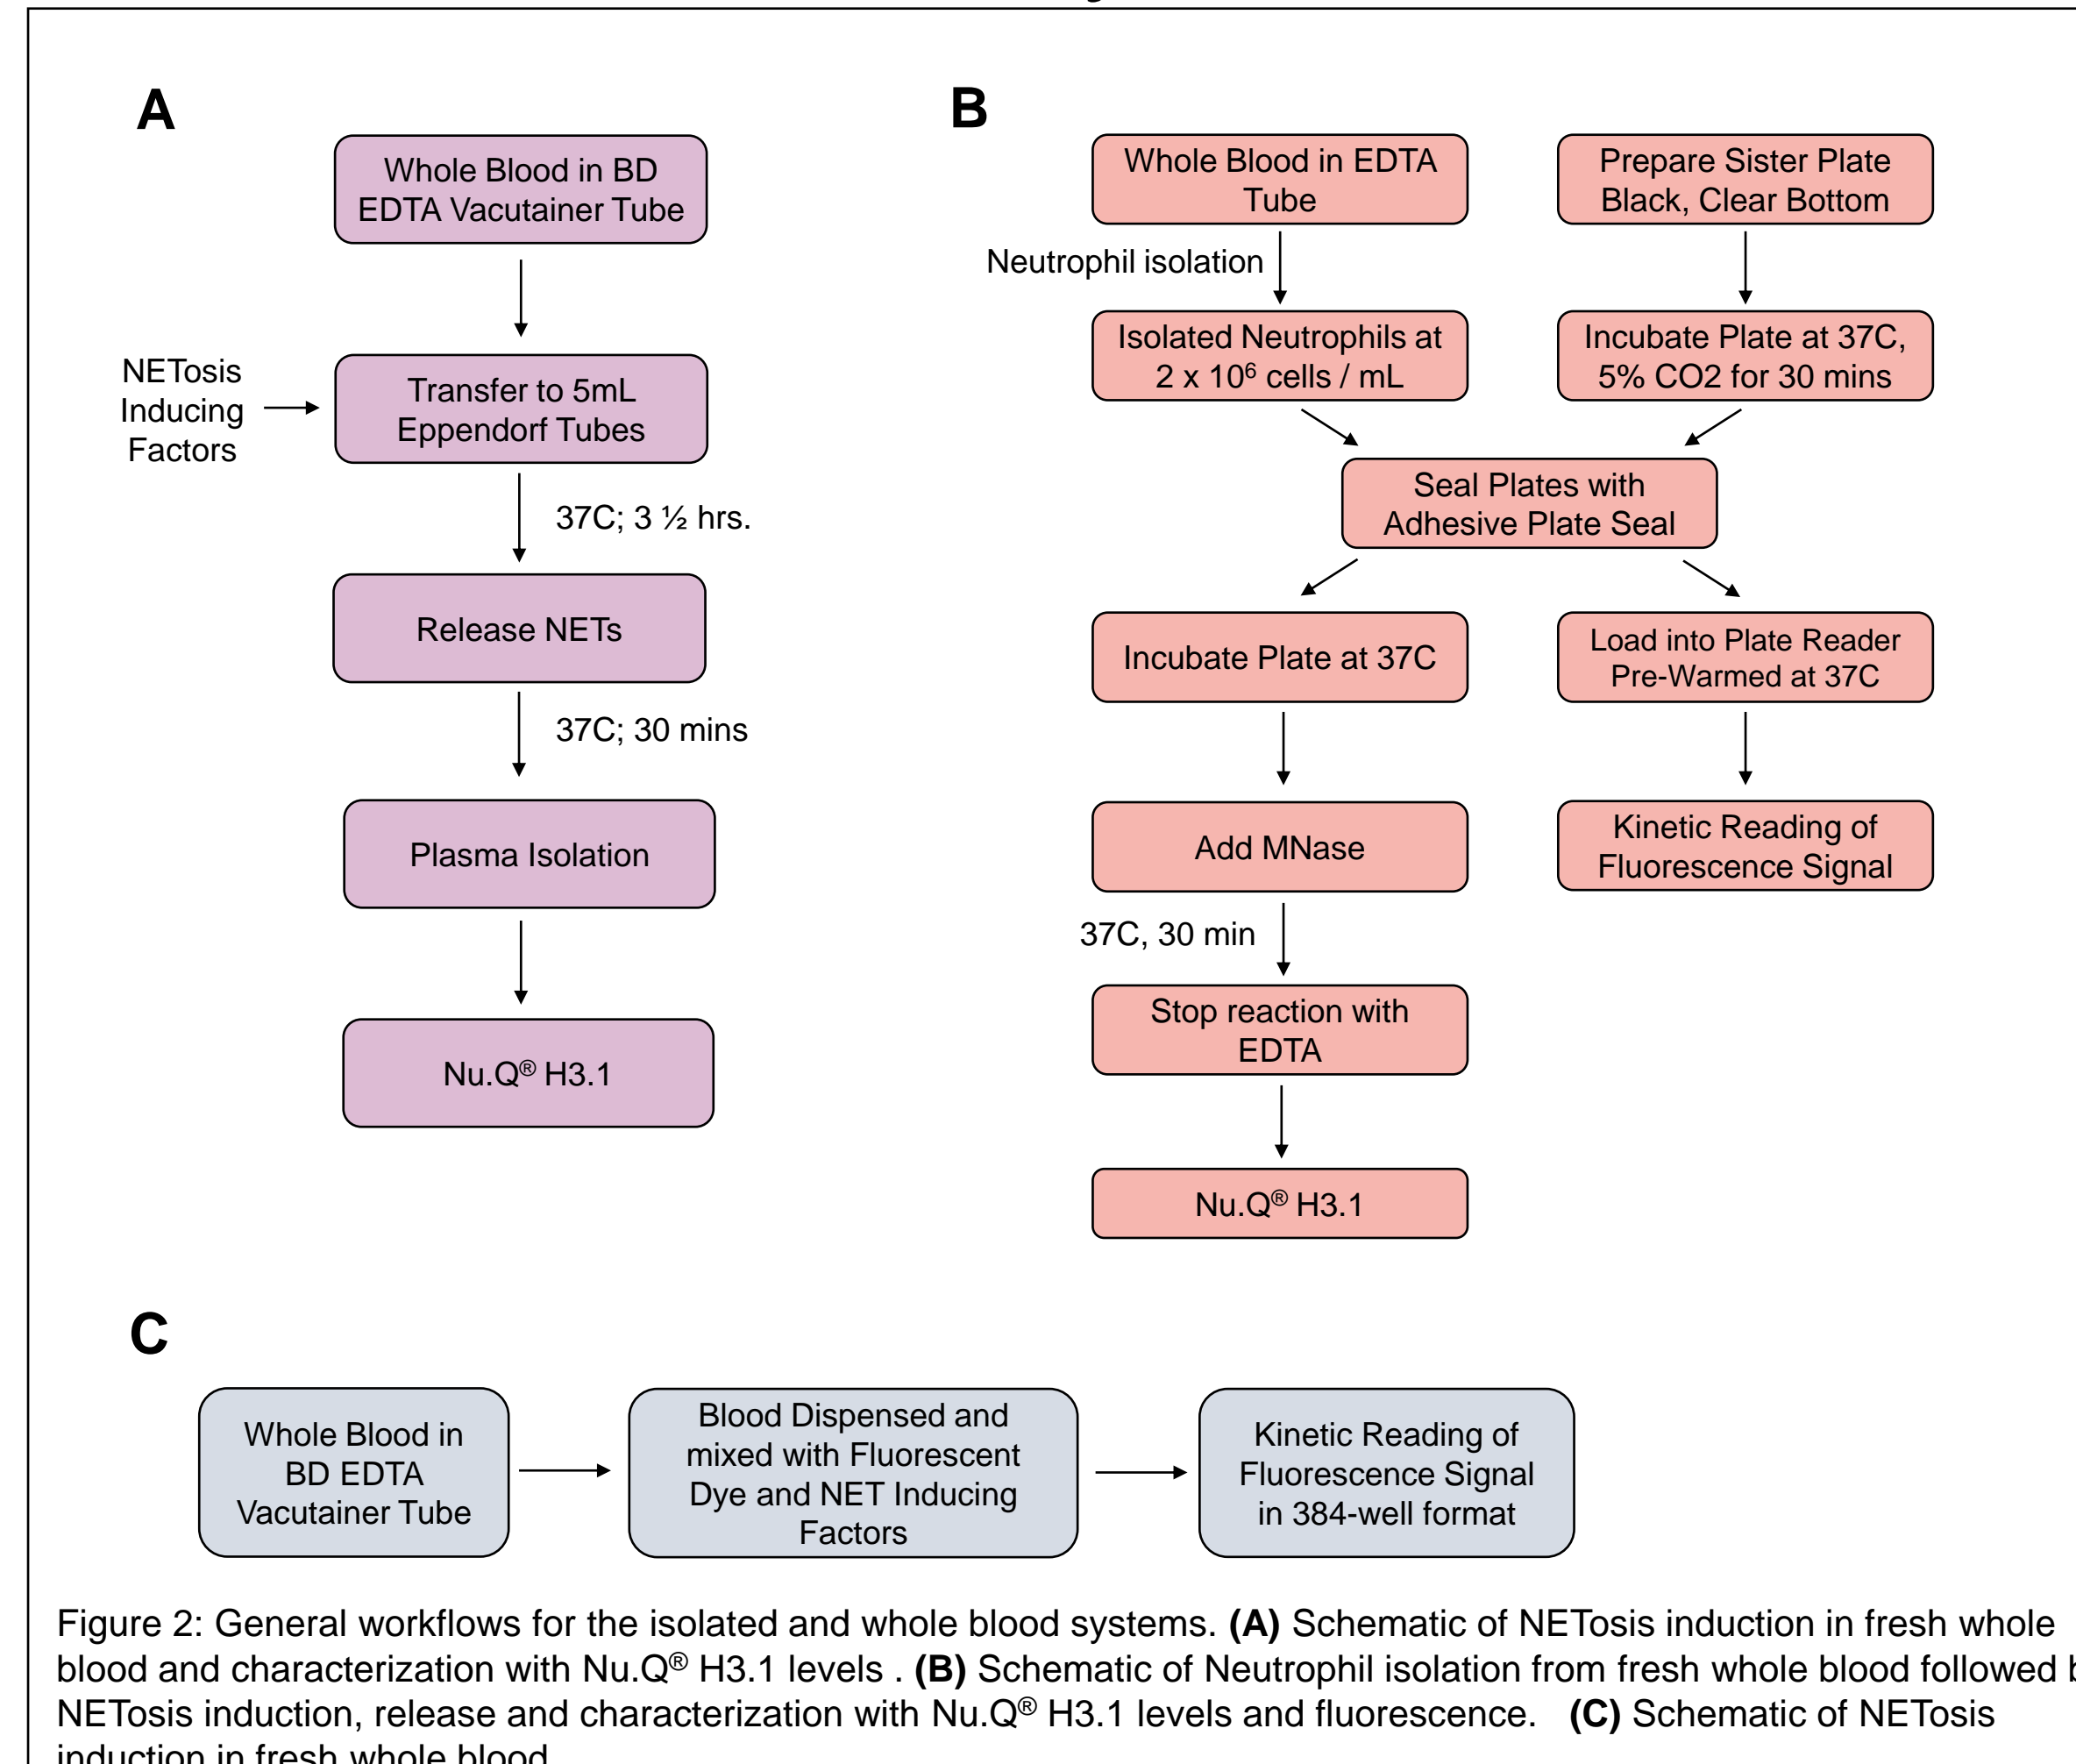 A
Whole Blood in BD
EDTA Vacutainer Tube
NETosis
Inducing
Factors
Transfer to 5mL
Eppendorf Tubes
37C; 3 ½ hrs.
Release NETs
37C; 30 mins
Plasma Isolation
Nu.Q® H3.1
B
Whole Blood in EDTA
Tube
Prepare Sister Plate
Black, Clear Bottom
Neutrophil isolation
Isolated Neutrophils at
2 x 10⁶ cells / mL
Incubate Plate at 37C,
5% CO2 for 30 mins
Seal Plates with
Adhesive Plate Seal
Incubate Plate at 37C
Load into Plate Reader
Pre-Warmed at 37C
Add MNase
Kinetic Reading of
Fluorescence Signal
37C, 30 min
Stop reaction with
EDTA
Nu.Q® H3.1
C
Whole Blood in
BD EDTA
Vacutainer Tube
Blood Dispensed and
mixed with Fluorescent
Dye and NET Inducing
Factors
Kinetic Reading of
Fluorescence Signal
in 384-well format
Figure 2: General workflows for the isolated and whole blood systems. (A) Schematic of NETosis induction in fresh whole
blood and characterization with Nu.Q® H3.1 levels . (B) Schematic of Neutrophil isolation from fresh whole blood followed
NETosis induction, release and characterization with Nu.Q® H3.1 levels and fluorescence. (C) Schematic of NETosis
induction in fresh whole blood